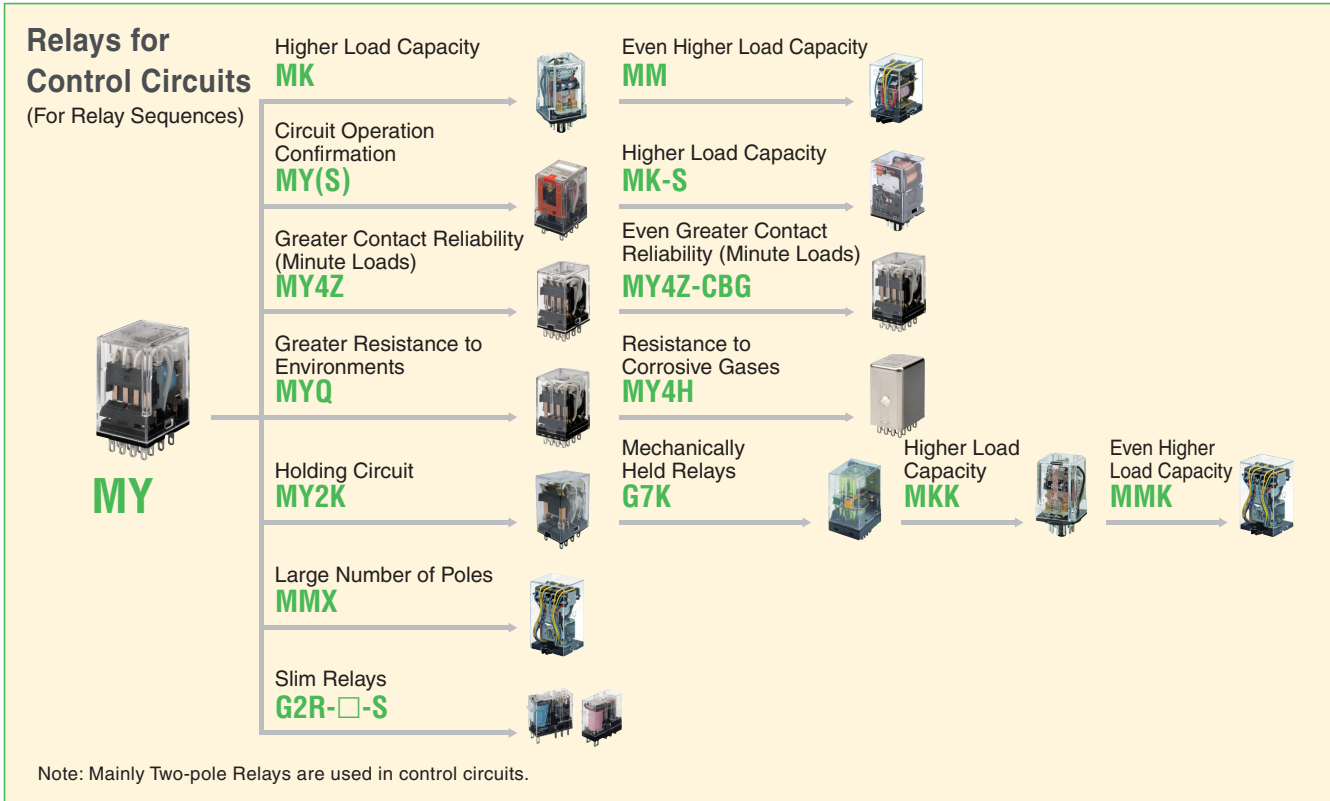 Relays for
Control Circuits
(For Relay Sequences)
Higher Load Capacity
MK
Even Higher Load Capacity
MM
Circuit Operation
Confirmation
MY(S)
Higher Load Capacity
MK-S
Greater Contact Reliability
(Minute Loads)
MY4Z
Even Greater Contact
Reliability (Minute Loads)
MY4Z-CBG
MY
Greater Resistance to
Environments
MYQ
Resistance to
Corrosive Gases
MY4H
Holding Circuit
MY2K
Mechanically
Held Relays
G7K
Higher Load
Capacity
MKK
Even Higher
Load Capacity
MMK
Large Number of Poles
MMX
Slim Relays
G2R-□-S
Note: Mainly Two-pole Relays are used in control circuits.